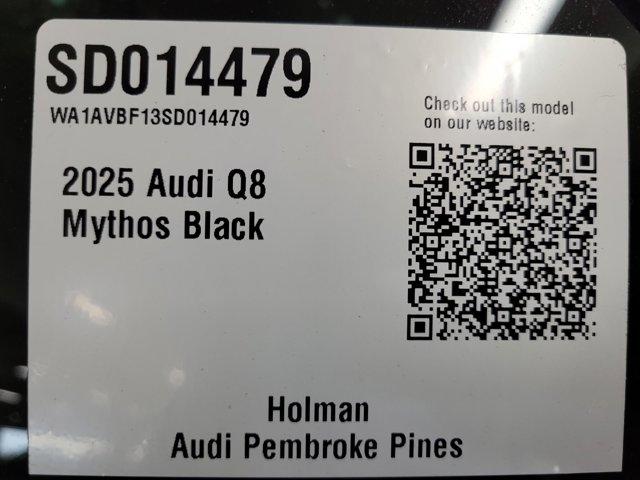 SD014479
WA1AVBF13SD014479
Check out this model
on our website:
2025 Audi Q8
Mythos Black
Holman
Audi Pembroke Pines